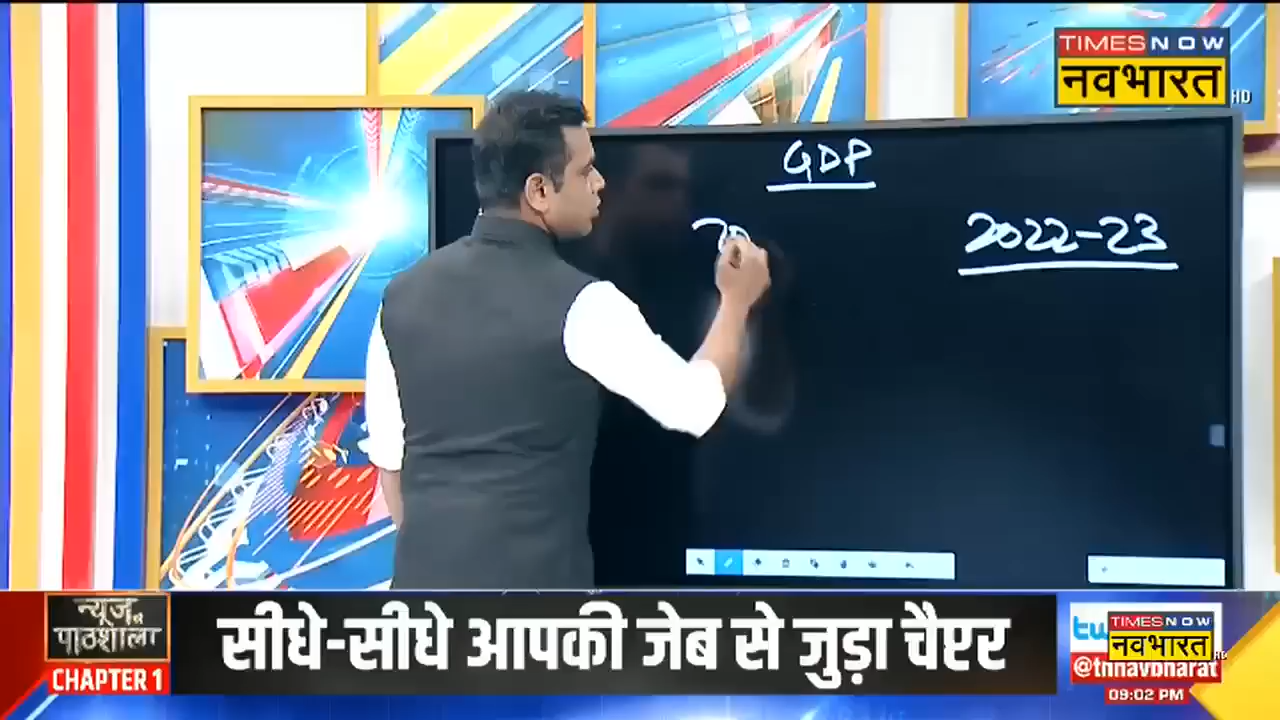 TIMES NOW
नवभारत
HD
GDP
2022-23
20
न्यूज़ की
पाठशाला
CHAPTER 1
सीधे-सीधे आपकी जेब से जुड़ा चैप्टर
TIMES NOW
नवभारत
@tnnavbharat
09:02 PM